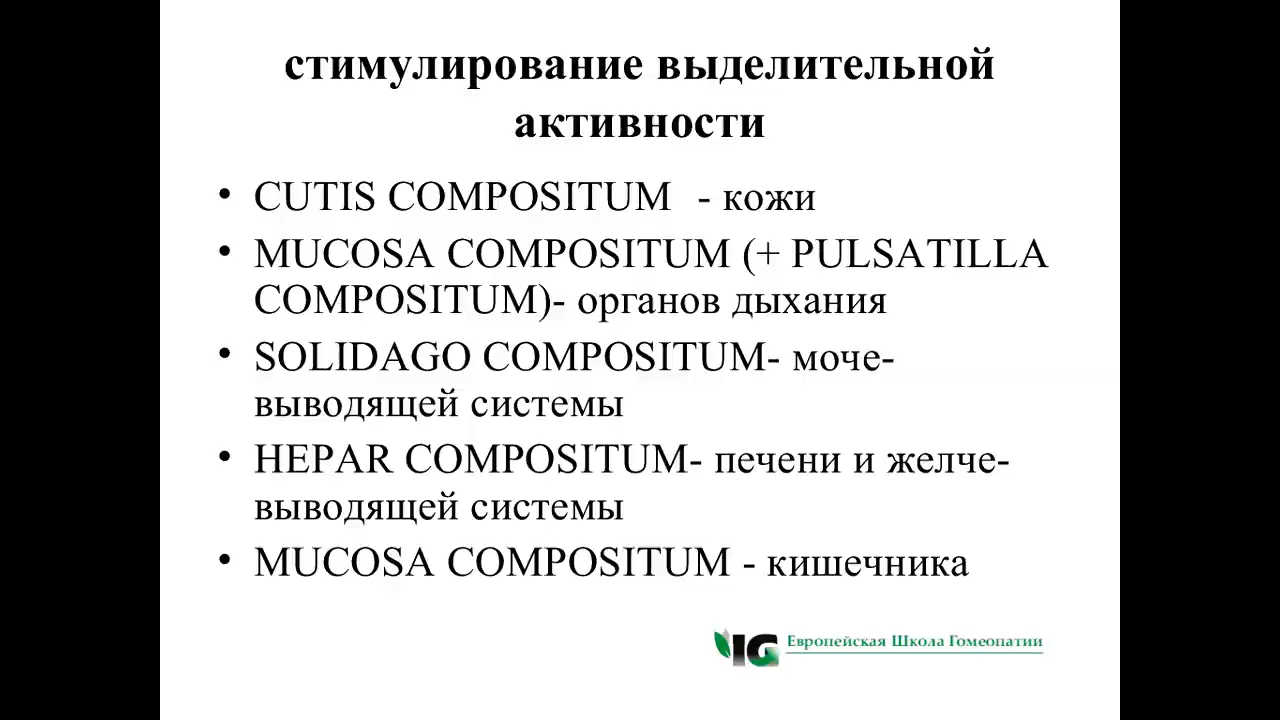 стимулирование выделительной
активности
• CUTIS COMPOSITUM - кожи
• MUCOSA COMPOSITUM (+ PULSATILLA
COMPOSITUM)- органов дыхания
• SOLIDAGO COMPOSITUM- моче-
выводящей системы
• HEPAR COMPOSITUM- печени и желче-
выводящей системы
• MUCOSA COMPOSITUM - кишечника
IG Европейская Школа Гомеопатии